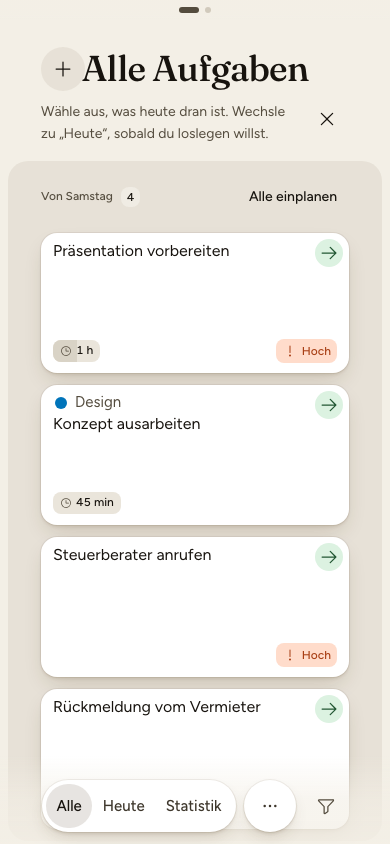 Alle Aufgaben
Wähle aus, was heute dran ist. Wechsle
zu „Heute“, sobald du loslegen willst.
Von Samstag 4
Alle einplanen
Präsentation vorbereiten
1 h
! Hoch
Design
Konzept ausarbeiten
45 min
Steuerberater anrufen
! Hoch
Rückmeldung vom Vermieter
Alle Heute Statistik